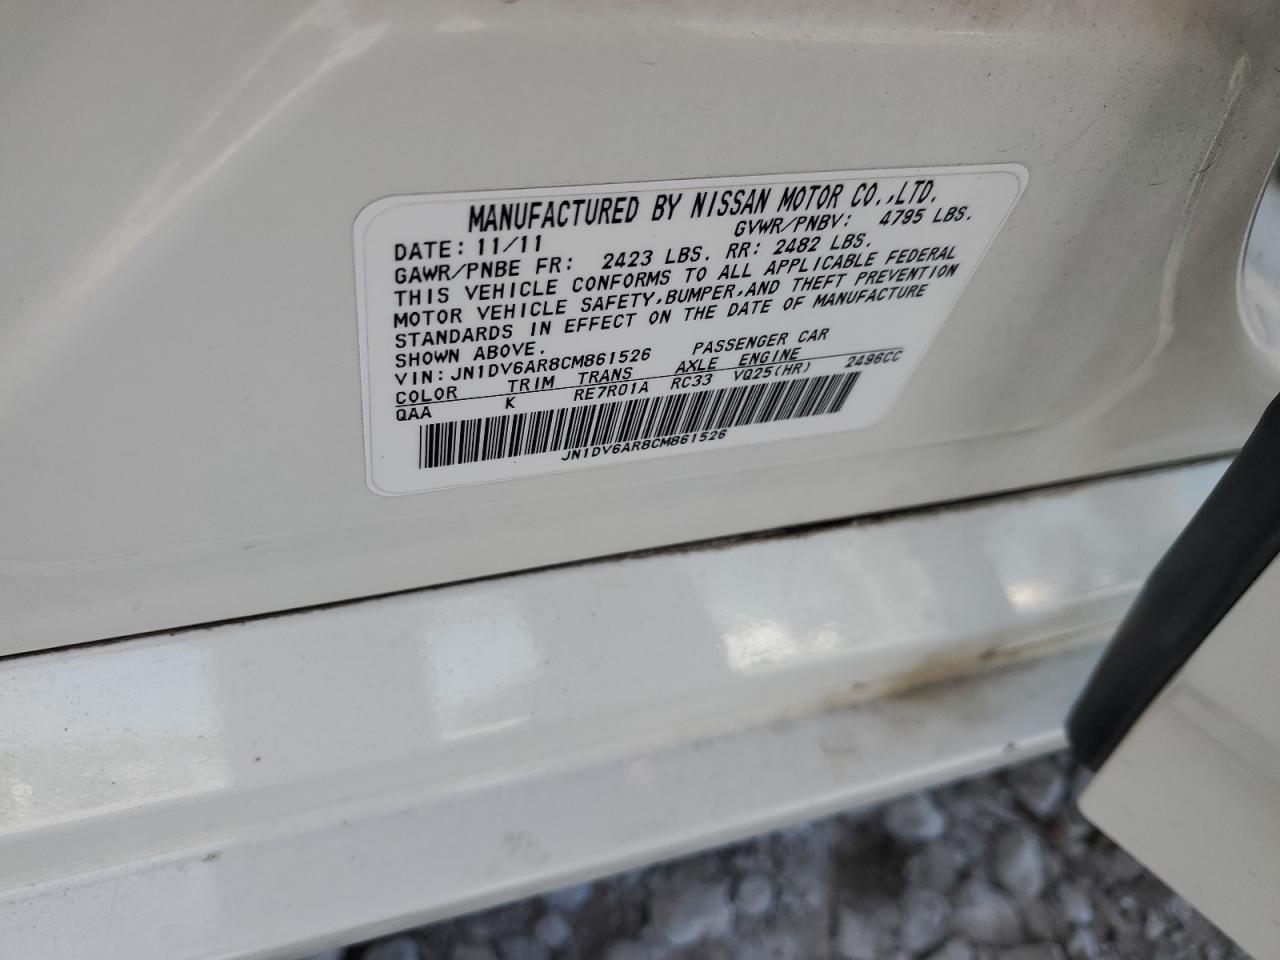 MANUFACTURED BY NISSAN MOTOR CO.,LTD.
DATE: 11/11 GVWR/PNBV: 4795 LBS.
GAWR/PNBE FR: 2423 LBS. RR: 2482 LBS.
THIS VEHICLE CONFORMS TO ALL APPLICABLE FEDERAL
MOTOR VEHICLE SAFETY,BUMPER,AND THEFT PREVENTION
STANDARDS IN EFFECT ON THE DATE OF MANUFACTURE
SHOWN ABOVE.
VIN: JN1DV6AR8CM861526 PASSENGER CAR
COLOR TRIM TRANS AXLE ENGINE
QAA K RE7R01A RC33 VQ25(HR) 2496CC
JN1DV6AR8CM861526